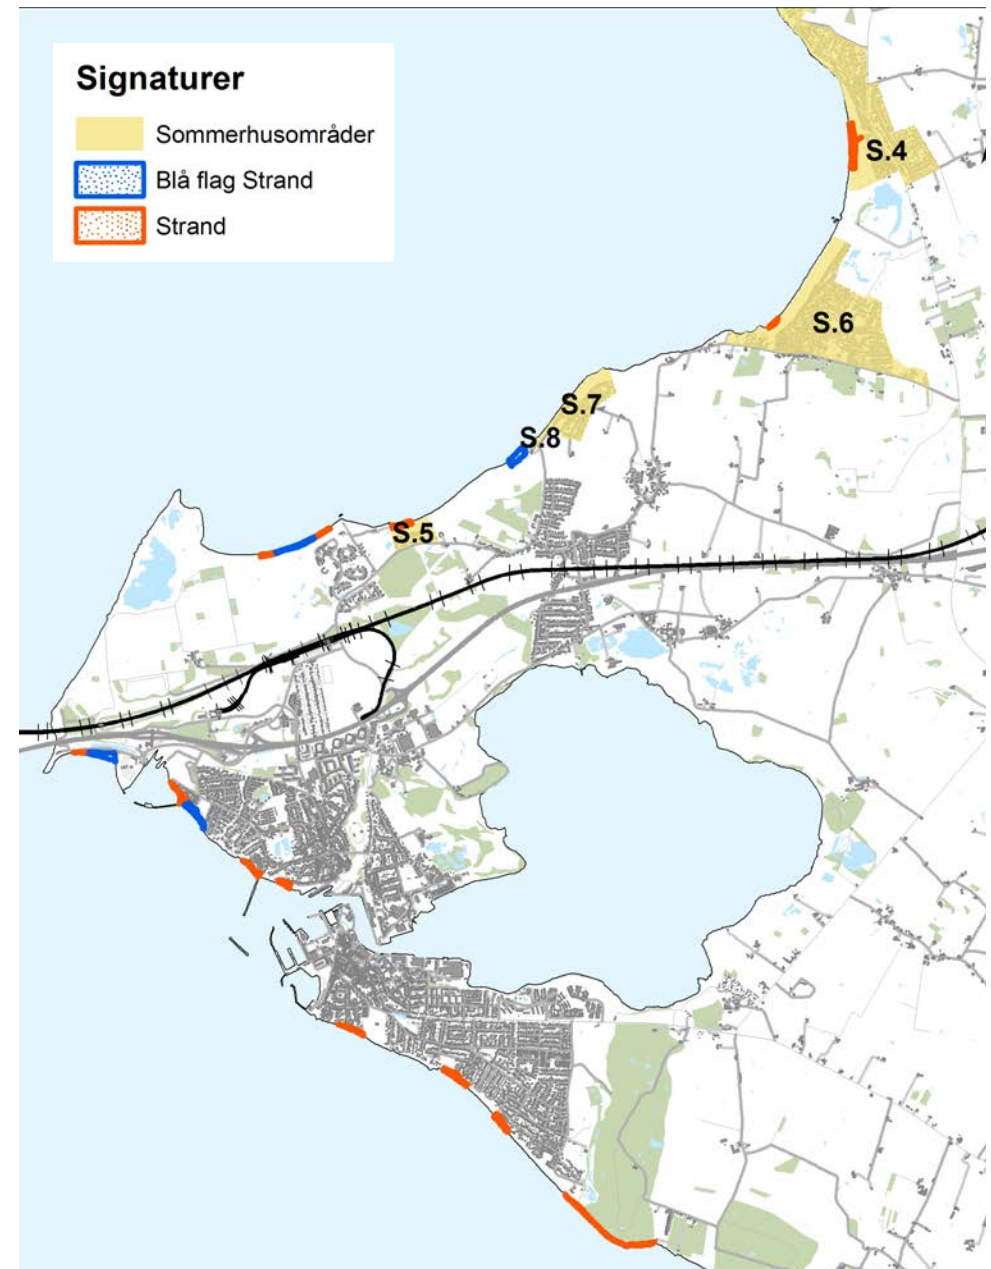 Signaturer
Sommerhusområder
Blå flag Strand
Strand
S.4
S.6
S.7
S.8
S.5